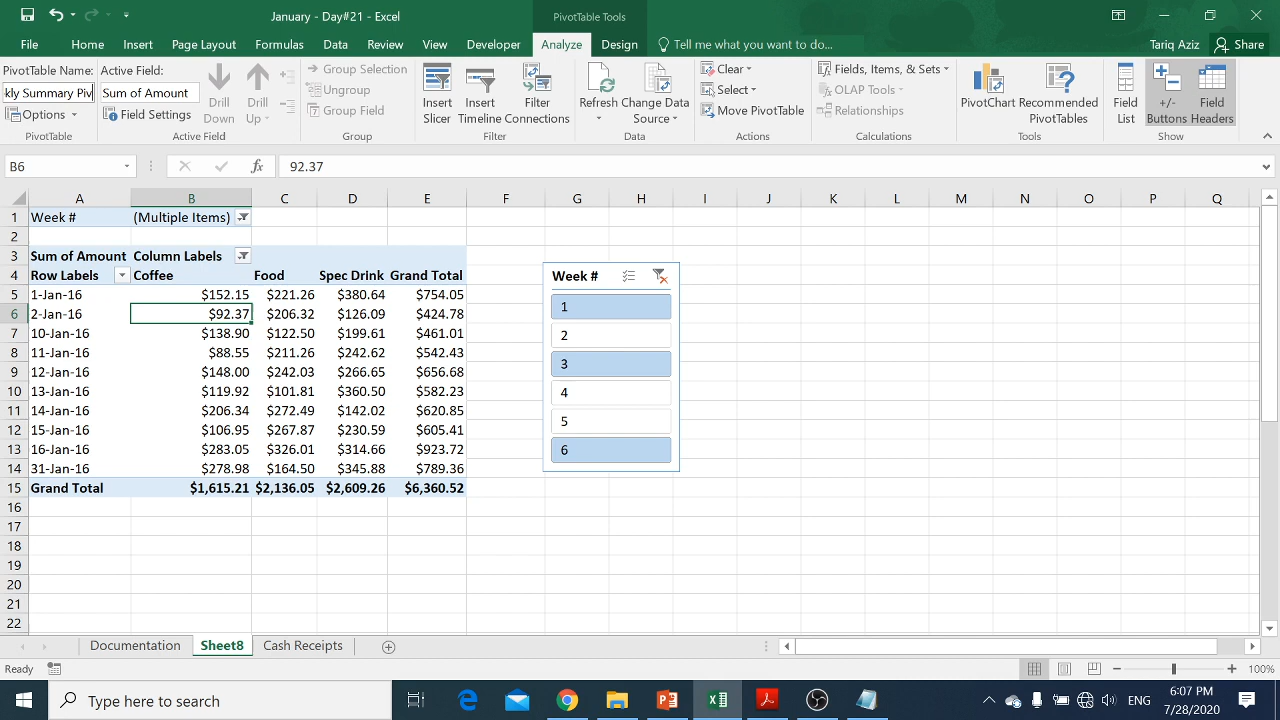 January - Day#21 - Excel
PivotTable Tools
File Home Insert Page Layout Formulas Data Review View Developer Analyze Design Tell me what you want to do... Tariq Aziz Share
PivotTable Name: Active Field:
kly Summary Piv Sum of Amount
Options Field Settings
Drill Down Drill Up
Group Selection
Ungroup
Group Field
Insert Slicer Insert Timeline Filter Connections
Refresh Change Data Source
Clear
Select
Move PivotTable
Fields, Items, & Sets
OLAP Tools
Relationships
PivotChart Recommended PivotTables
Field List +/- Buttons Field Headers
PivotTable Active Field Group Filter Data Actions Calculations Tools Show
B6 fx 92.37
A B C D E F G H I J K L M N O P Q
1 Week # (Multiple Items)
2
3 Sum of Amount Column Labels
4 Row Labels Coffee Food Spec Drink Grand Total
5 1-Jan-16 $152.15 $221.26 $380.64 $754.05
6 2-Jan-16 $92.37 $206.32 $126.09 $424.78
7 10-Jan-16 $138.90 $122.50 $199.61 $461.01
8 11-Jan-16 $88.55 $211.26 $242.62 $542.43
9 12-Jan-16 $148.00 $242.03 $266.65 $656.68
10 13-Jan-16 $119.92 $101.81 $360.50 $582.23
11 14-Jan-16 $206.34 $272.49 $142.02 $620.85
12 15-Jan-16 $106.95 $267.87 $230.59 $605.41
13 16-Jan-16 $283.05 $326.01 $314.66 $923.72
14 31-Jan-16 $278.98 $164.50 $345.88 $789.36
15 Grand Total $1,615.21 $2,136.05 $2,609.26 $6,360.52
16
17
18
19
20
21
22
Week #
1
2
3
4
5
6
Documentation Sheet8 Cash Receipts
Ready 100%
Type here to search
ENG 6:07 PM
7/28/2020